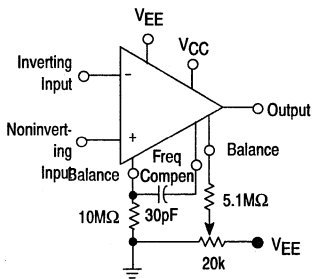 VEE
VCC
Inverting
Input
-
Output
Noninvert-
ing
Input
+
Balance
Freq
Compen
Balance
10MΩ
30pF
5.1MΩ
20k
VEE